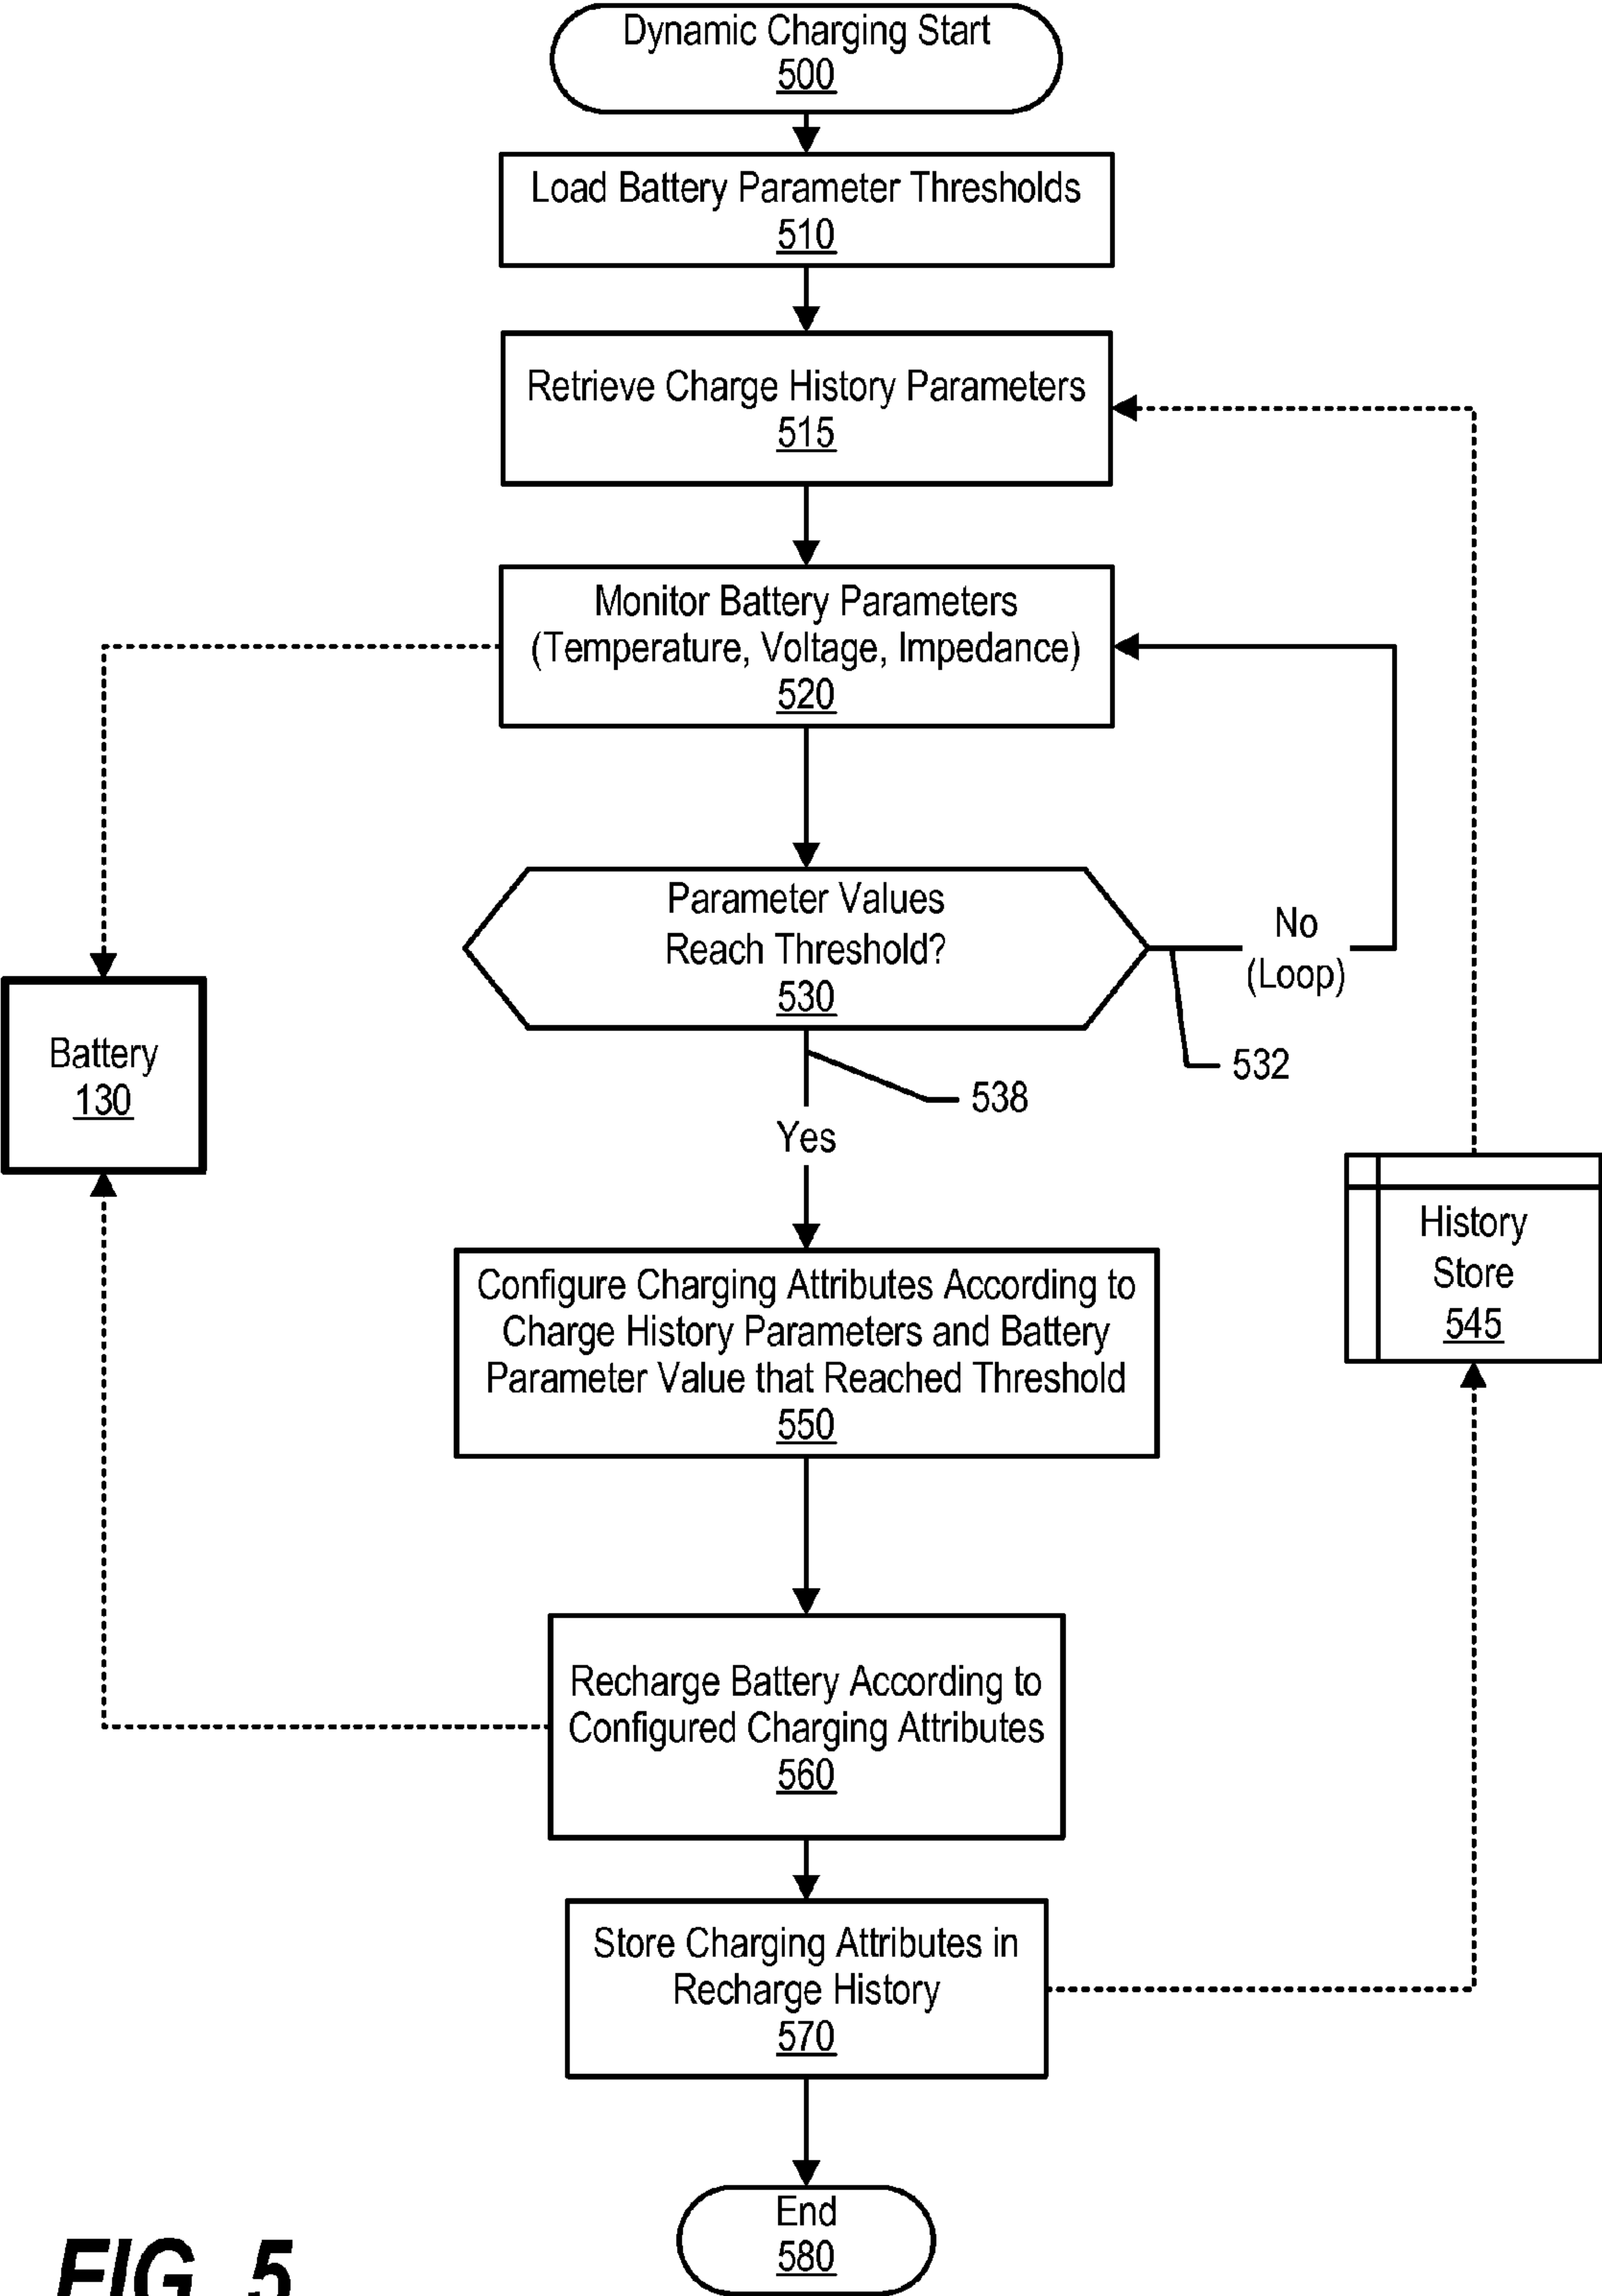 Dynamic Charging Start
500
Load Battery Parameter Thresholds
510
Retrieve Charge History Parameters
515
Monitor Battery Parameters
(Temperature, Voltage, Impedance)
520
Parameter Values
Reach Threshold?
530
No
(Loop)
532
538
Yes
Battery
130
History
Store
545
Configure Charging Attributes According to
Charge History Parameters and Battery
Parameter Value that Reached Threshold
550
Recharge Battery According to
Configured Charging Attributes
560
Store Charging Attributes in
Recharge History
570
End
580
FIG. 5